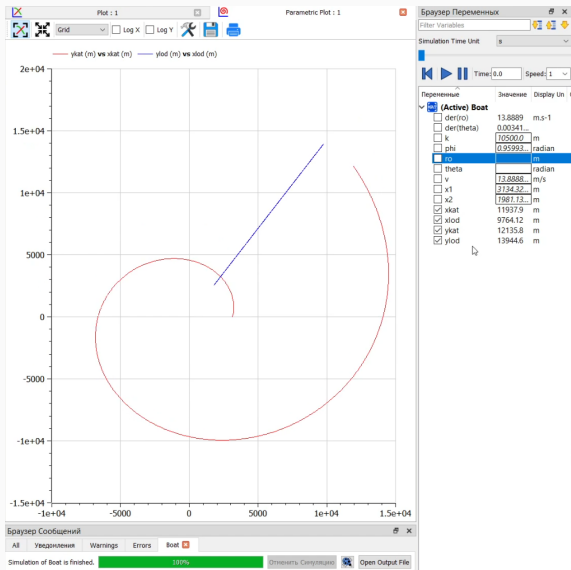 Plot : 1
Parametric Plot : 1
Grid
Log X
Log Y
ykat (m) vs xkat (m)
ylod (m) vs xlod (m)
2e+04
1.5e+04
1e+04
5000
0
-5000
-1e+04
-1.5e+04
-1e+04
-5000
0
5000
1e+04
1.5e+04
Браузер Переменных
Filter Variables
Simulation Time Unit
s
Time:
0.0
Speed:
1
Переменные
Значение
Display Un
(Active) Boat
der(ro)
13.8889
m.s-1
der(theta)
0.00341...
k
10500.0
m
phi
0.95993...
radian
ro
m
theta
radian
v
13.8888...
m/s
x1
3134.32...
m
x2
1981.13...
m
xkat
11937.9
m
xlod
9764.12
m
ykat
12135.8
m
ylod
13944.6
m
Браузер Сообщений
All
Уведомления
Warnings
Errors
Boat
Simulation of Boat is finished.
100%
Отменить Симуляцию
Open Output File